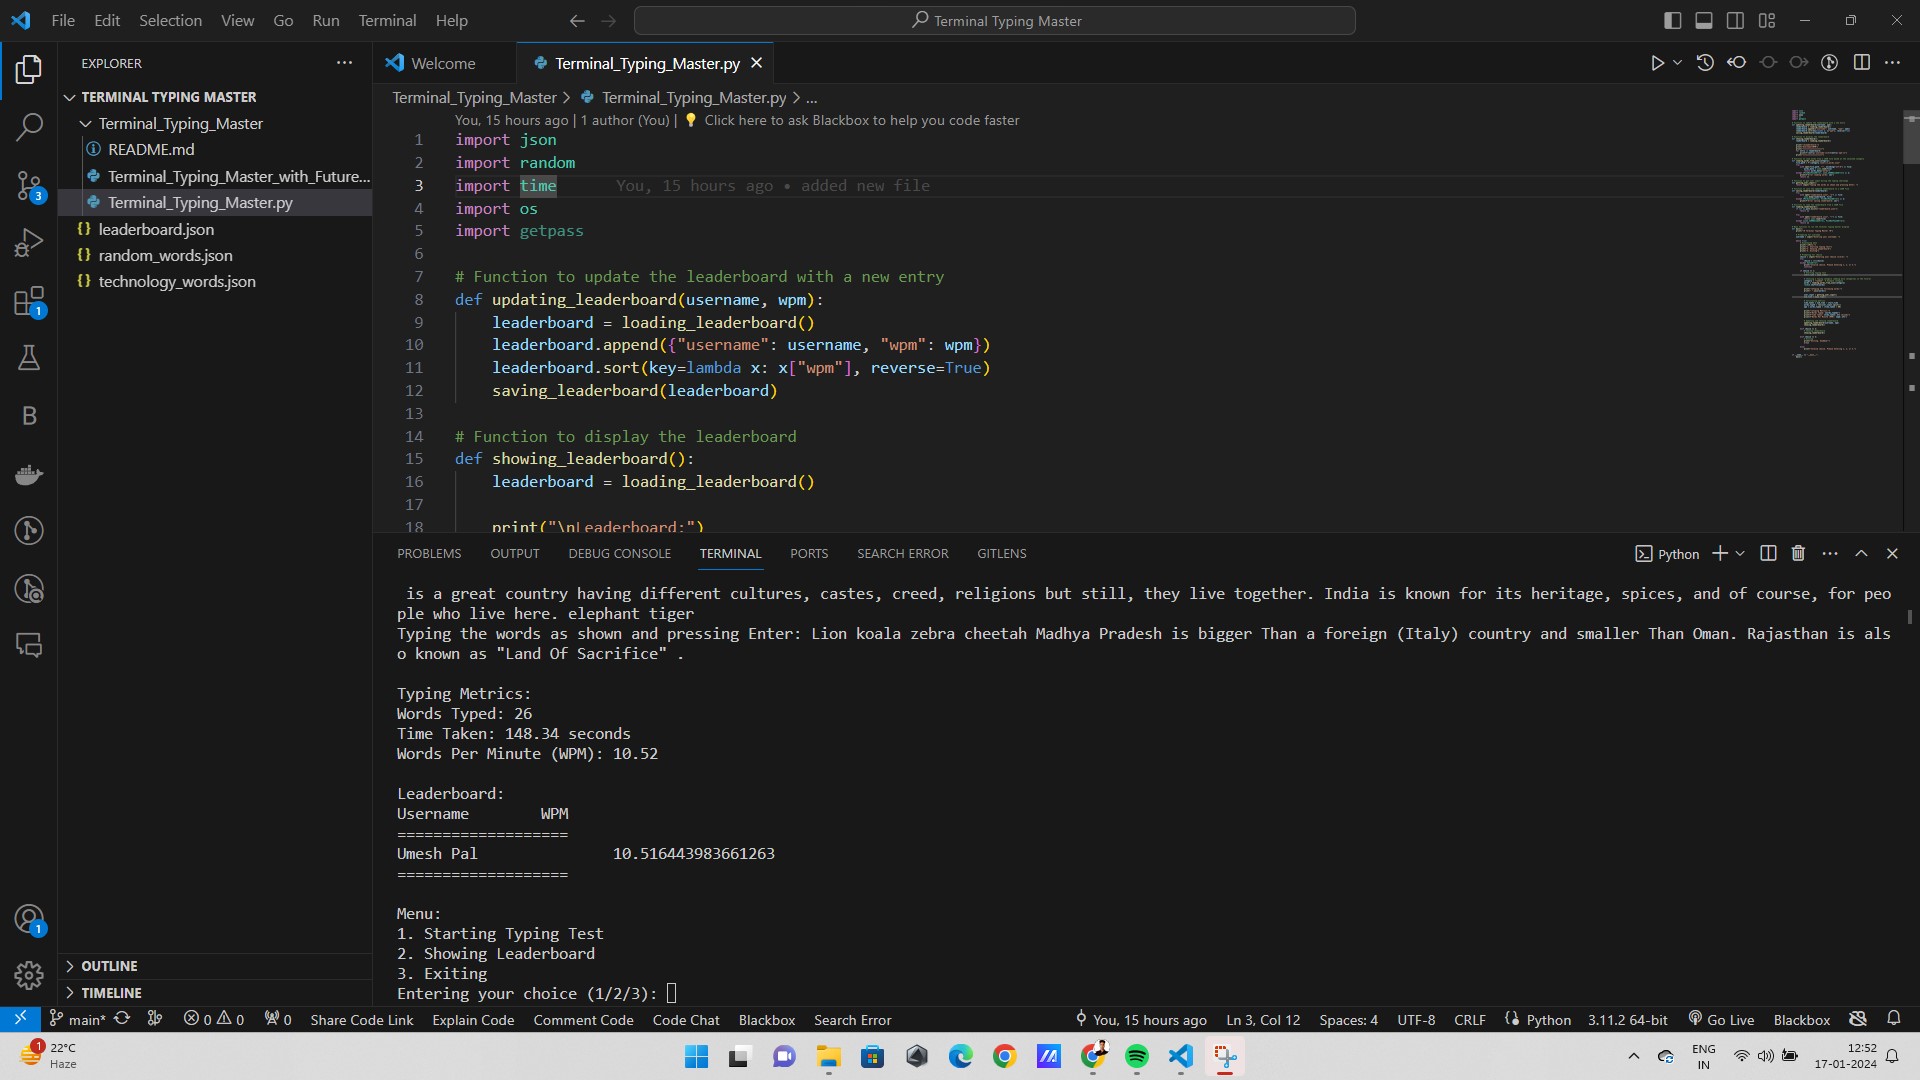 File Edit Selection View Go Run Terminal Help
Terminal Typing Master
EXPLORER
TERMINAL TYPING MASTER
Terminal_Typing_Master
README.md
Terminal_Typing_Master_with_Future...
Terminal_Typing_Master.py
leaderboard.json
random_words.json
technology_words.json
OUTLINE
TIMELINE
Welcome
Terminal_Typing_Master.py
Terminal_Typing_Master > Terminal_Typing_Master.py > ...
You, 15 hours ago | 1 author (You) | 💡 Click here to ask Blackbox to help you code faster
1 import json
2 import random
3 import time You, 15 hours ago • added new file
4 import os
5 import getpass
6
7 # Function to update the leaderboard with a new entry
8 def updating_leaderboard(username, wpm):
9 leaderboard = loading_leaderboard()
10 leaderboard.append({"username": username, "wpm": wpm})
11 leaderboard.sort(key=lambda x: x["wpm"], reverse=True)
12 saving_leaderboard(leaderboard)
13
14 # Function to display the leaderboard
15 def showing_leaderboard():
16 leaderboard = loading_leaderboard()
17
18 print("\nLeaderboard:")
PROBLEMS OUTPUT DEBUG CONSOLE TERMINAL PORTS SEARCH ERROR GITLENS
Python
is a great country having different cultures, castes, creed, religions but still, they live together. India is known for its heritage, spices, and of course, for peo
ple who live here. elephant tiger
Typing the words as shown and pressing Enter: Lion koala zebra cheetah Madhya Pradesh is bigger Than a foreign (Italy) country and smaller Than Oman. Rajasthan is als
o known as "Land Of Sacrifice" .
Typing Metrics:
Words Typed: 26
Time Taken: 148.34 seconds
Words Per Minute (WPM): 10.52
Leaderboard:
Username WPM
===================
Umesh Pal 10.516443983661263
===================
Menu:
1. Starting Typing Test
2. Showing Leaderboard
3. Exiting
Entering your choice (1/2/3):
main* 0 0 0 Share Code Link Explain Code Comment Code Code Chat Blackbox Search Error You, 15 hours ago Ln 3, Col 12 Spaces: 4 UTF-8 CRLF Python 3.11.2 64-bit Go Live Blackbox
22°C
Haze
ENG
IN
12:52
17-01-2024